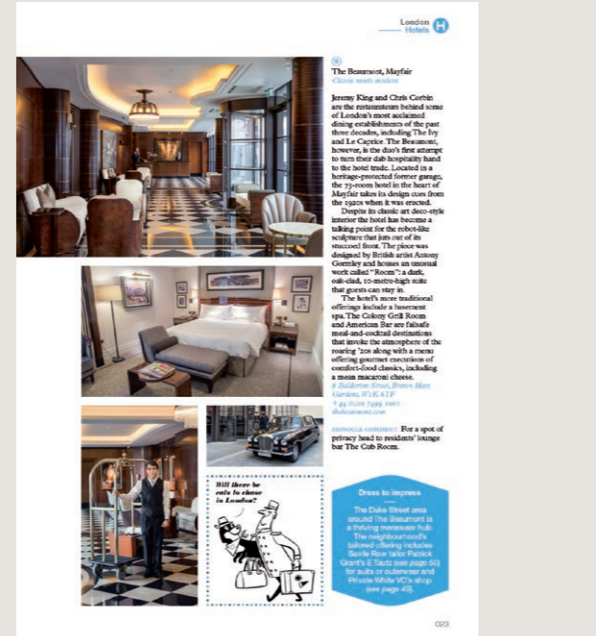 London
Hotels H
The Beaumont, Mayfair
Classic meets modern
Jeremy King and Chris Corbin
are the restaurateurs behind some
of London's most acclaimed
dining establishments of the past
three decades, including The Ivy
and Le Caprice. The Beaumont,
however, is the duo's first attempt
to turn their dab hospitality hand
to the hotel trade. Located in a
heritage-protected former garage,
the 73-room hotel in the heart of
Mayfair takes its design cues from
the 1920s when it was erected.
Despite its classic art deco-style
interior the hotel has become a
talking point for the robot-like
sculpture that juts out of its
stuccoed front. The piece was
designed by British artist Antony
Gormley and houses an unusual
work called "Room": a dark,
oak-clad, 10-metre-high suite
that guests can stay in.
The hotel's more traditional
offerings include a basement
spa. The Colony Grill Room
and American Bar are failsafe
meal-and-cocktail destinations
that invoke the atmosphere of the
roaring '20s along with a menu
offering gourmet executions of
comfort-food classics, including
a mean macaroni cheese.
8 Balderton Street, Brown Hart
Gardens, W1K 6TF
+ 44 (0)20 7499 1001
thebeaumont.com
MONOCLE COMMENT: For a spot of
privacy head to residents' lounge
bar The Cub Room.
Will there be
cats to chase
in London?
Dress to impress
The Duke Street area
around The Beaumont is
a thriving menswear hub.
The neighbourhood's
tailored offering includes
Savile Row tailor Patrick
Grant's E Tautz (see page 50)
for suits or outerwear and
Private White VC's shop
(see page 49).
023